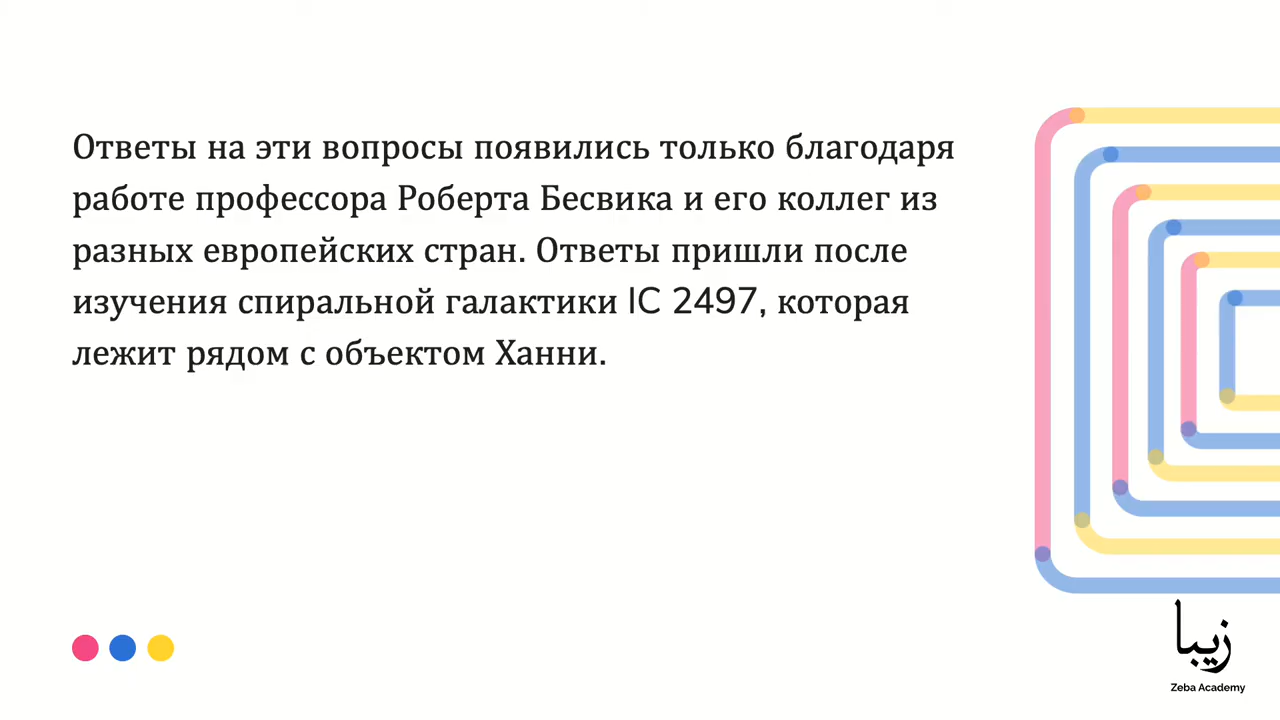 Ответы на эти вопросы появились только благодаря
работе профессора Роберта Бесвика и его коллег из
разных европейских стран. Ответы пришли после
изучения спиральной галактики IC 2497, которая
лежит рядом с объектом Ханни.
زيبا
Zeba Academy